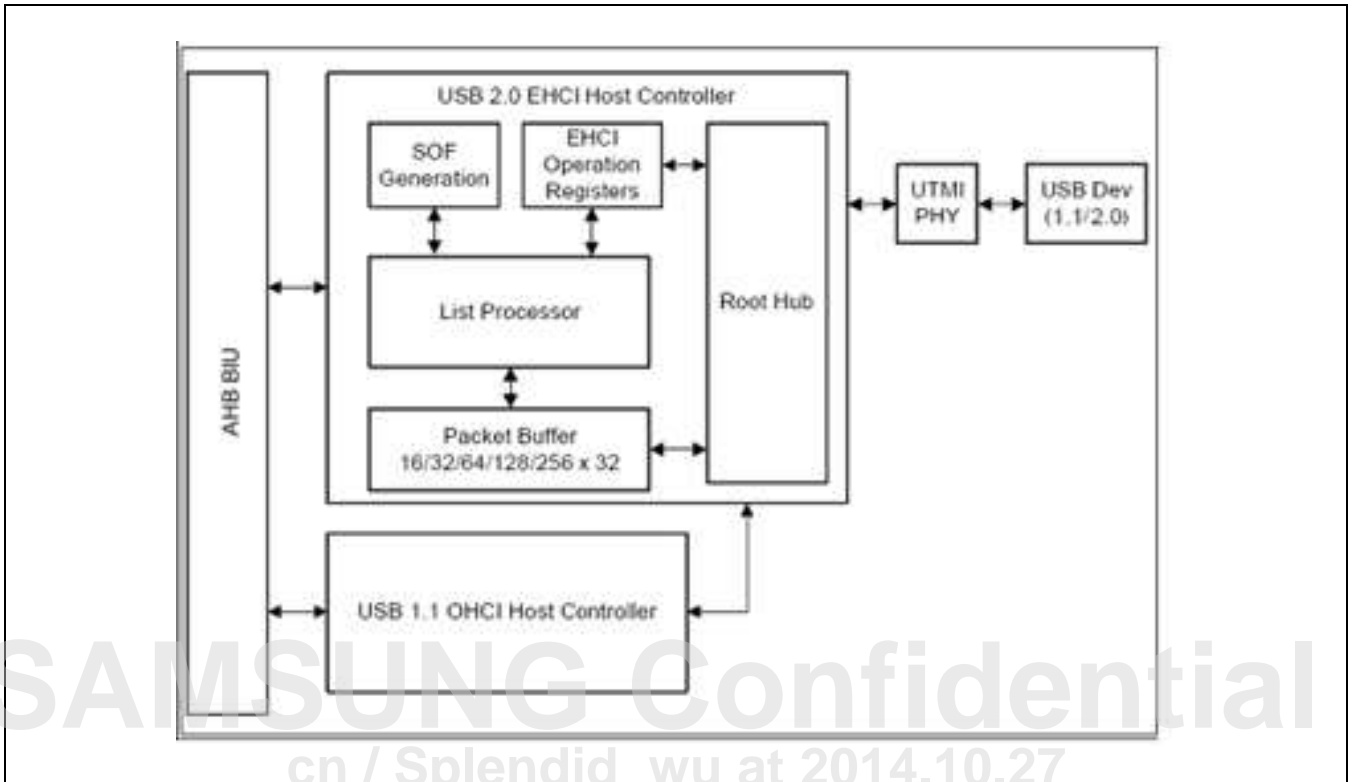 USB 2.0 EHCI Host Controller
SOF
Generation
EHCI
Operation
Registers
UTMI
PHY
USB Dev
(1.1/2.0)
List Processor
Root Hub
AHB BIU
Packet Buffer
16/32/64/128/256 x 32
USB 1.1 OHCI Host Controller
SAMSUNG Confidential
cn / Splendid_wu at 2014.10.27